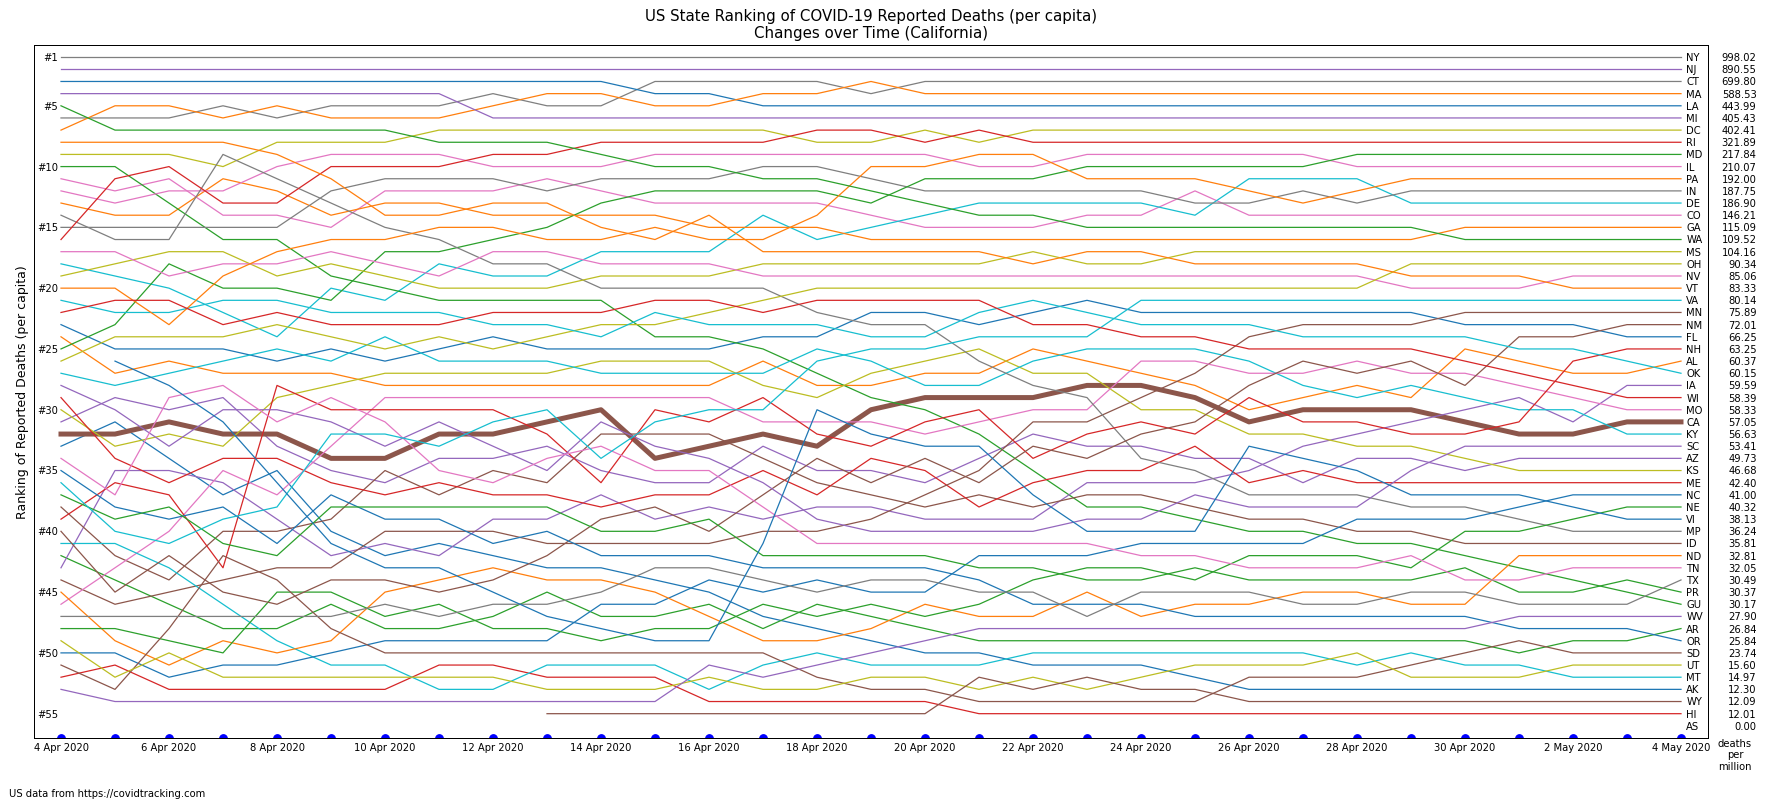 US State Ranking of COVID-19 Reported Deaths (per capita)
Changes over Time (California)
Ranking of Reported Deaths (per capita)
#1
#5
#10
#15
#20
#25
#30
#35
#40
#45
#50
#55
NY 998.02
NJ 890.55
CT 699.80
MA 588.53
LA 443.99
MI 405.43
DC 402.41
RI 321.89
MD 217.84
IL 210.07
PA 192.00
IN 187.75
DE 186.90
CO 146.21
GA 115.09
WA 109.52
MS 104.16
OH 90.34
NV 85.06
VT 83.33
VA 80.14
MN 75.89
NM 72.01
FL 66.25
NH 63.25
AL 60.37
OK 60.15
IA 59.59
WI 58.39
MO 58.33
CA 57.05
KY 56.63
SC 53.41
AZ 49.73
KS 46.68
ME 42.40
NC 41.00
NE 40.32
VI 38.13
MP 36.24
ID 35.81
ND 32.81
TN 32.05
TX 30.49
PR 30.37
GU 30.17
WV 27.90
AR 26.84
OR 25.84
SD 23.74
UT 15.60
MT 14.97
AK 12.30
WY 12.09
HI 12.01
AS 0.00
4 Apr 2020 6 Apr 2020 8 Apr 2020 10 Apr 2020 12 Apr 2020 14 Apr 2020 16 Apr 2020 18 Apr 2020 20 Apr 2020 22 Apr 2020 24 Apr 2020 26 Apr 2020 28 Apr 2020 30 Apr 2020 2 May 2020 4 May 2020
deaths
per
million
US data from https://covidtracking.com